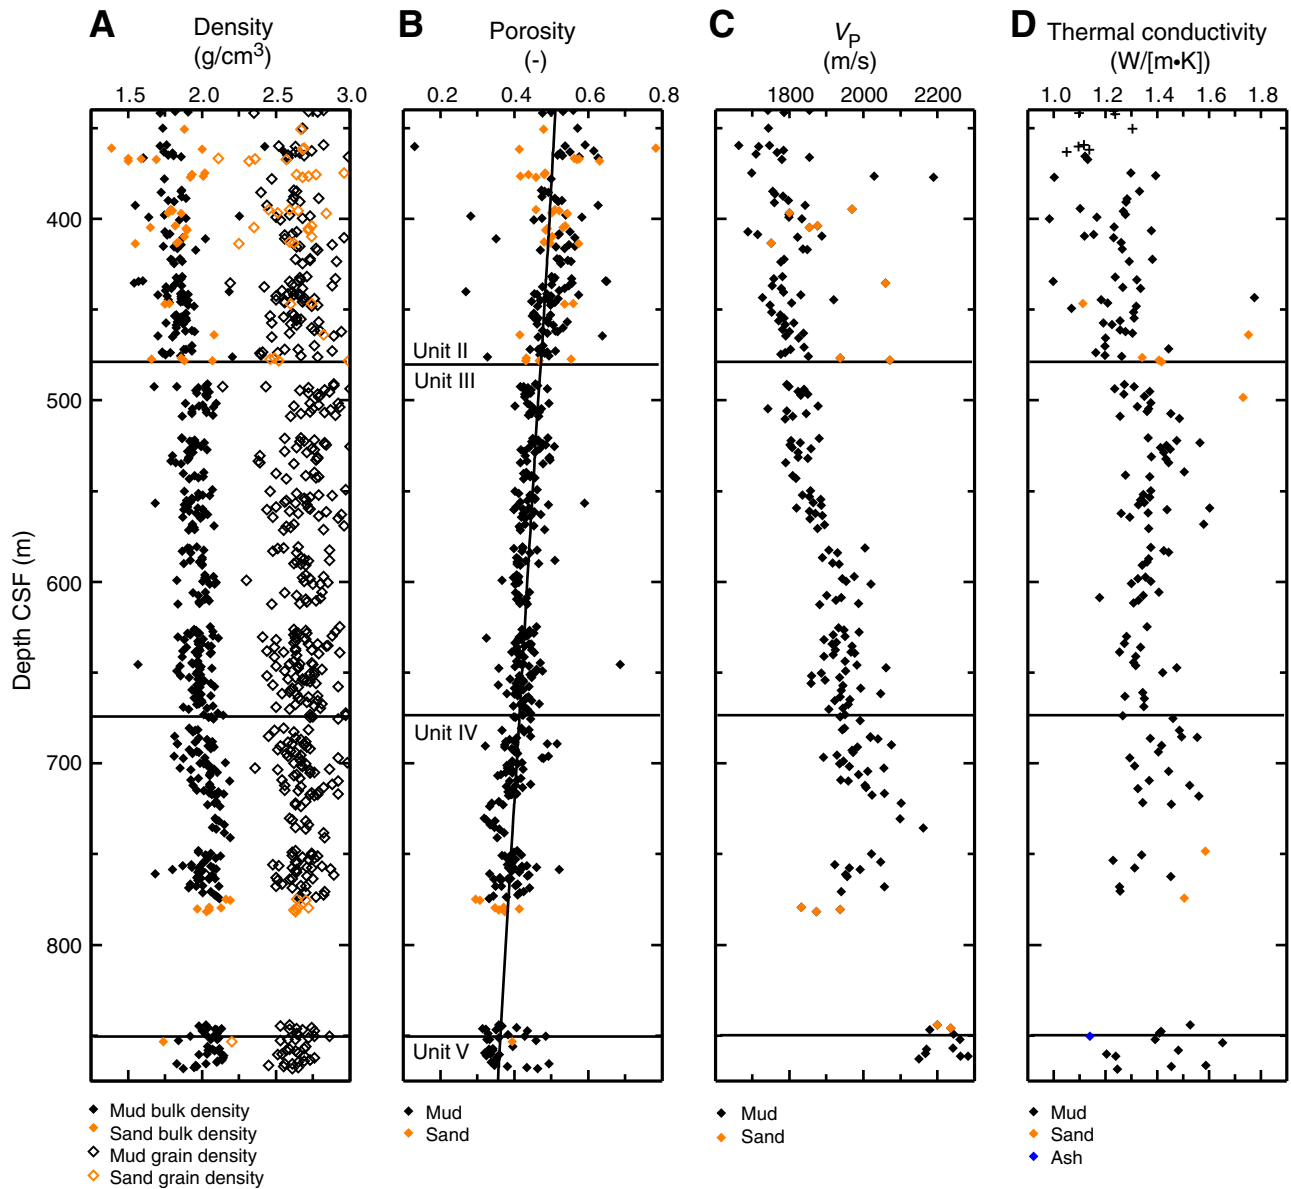 A
Density
(g/cm3)
1.5 2.0 2.5 3.0
B
Porosity
(-)
0.2 0.4 0.6 0.8
C
VP
(m/s)
1800 2000 2200
D
Thermal conductivity
(W/[m•K])
1.0 1.2 1.4 1.6 1.8
Depth CSF (m)
400
500
600
700
800
Unit II
Unit III
Unit IV
Unit V
Mud bulk density
Sand bulk density
Mud grain density
Sand grain density
Mud
Sand
Mud
Sand
Mud
Sand
Ash